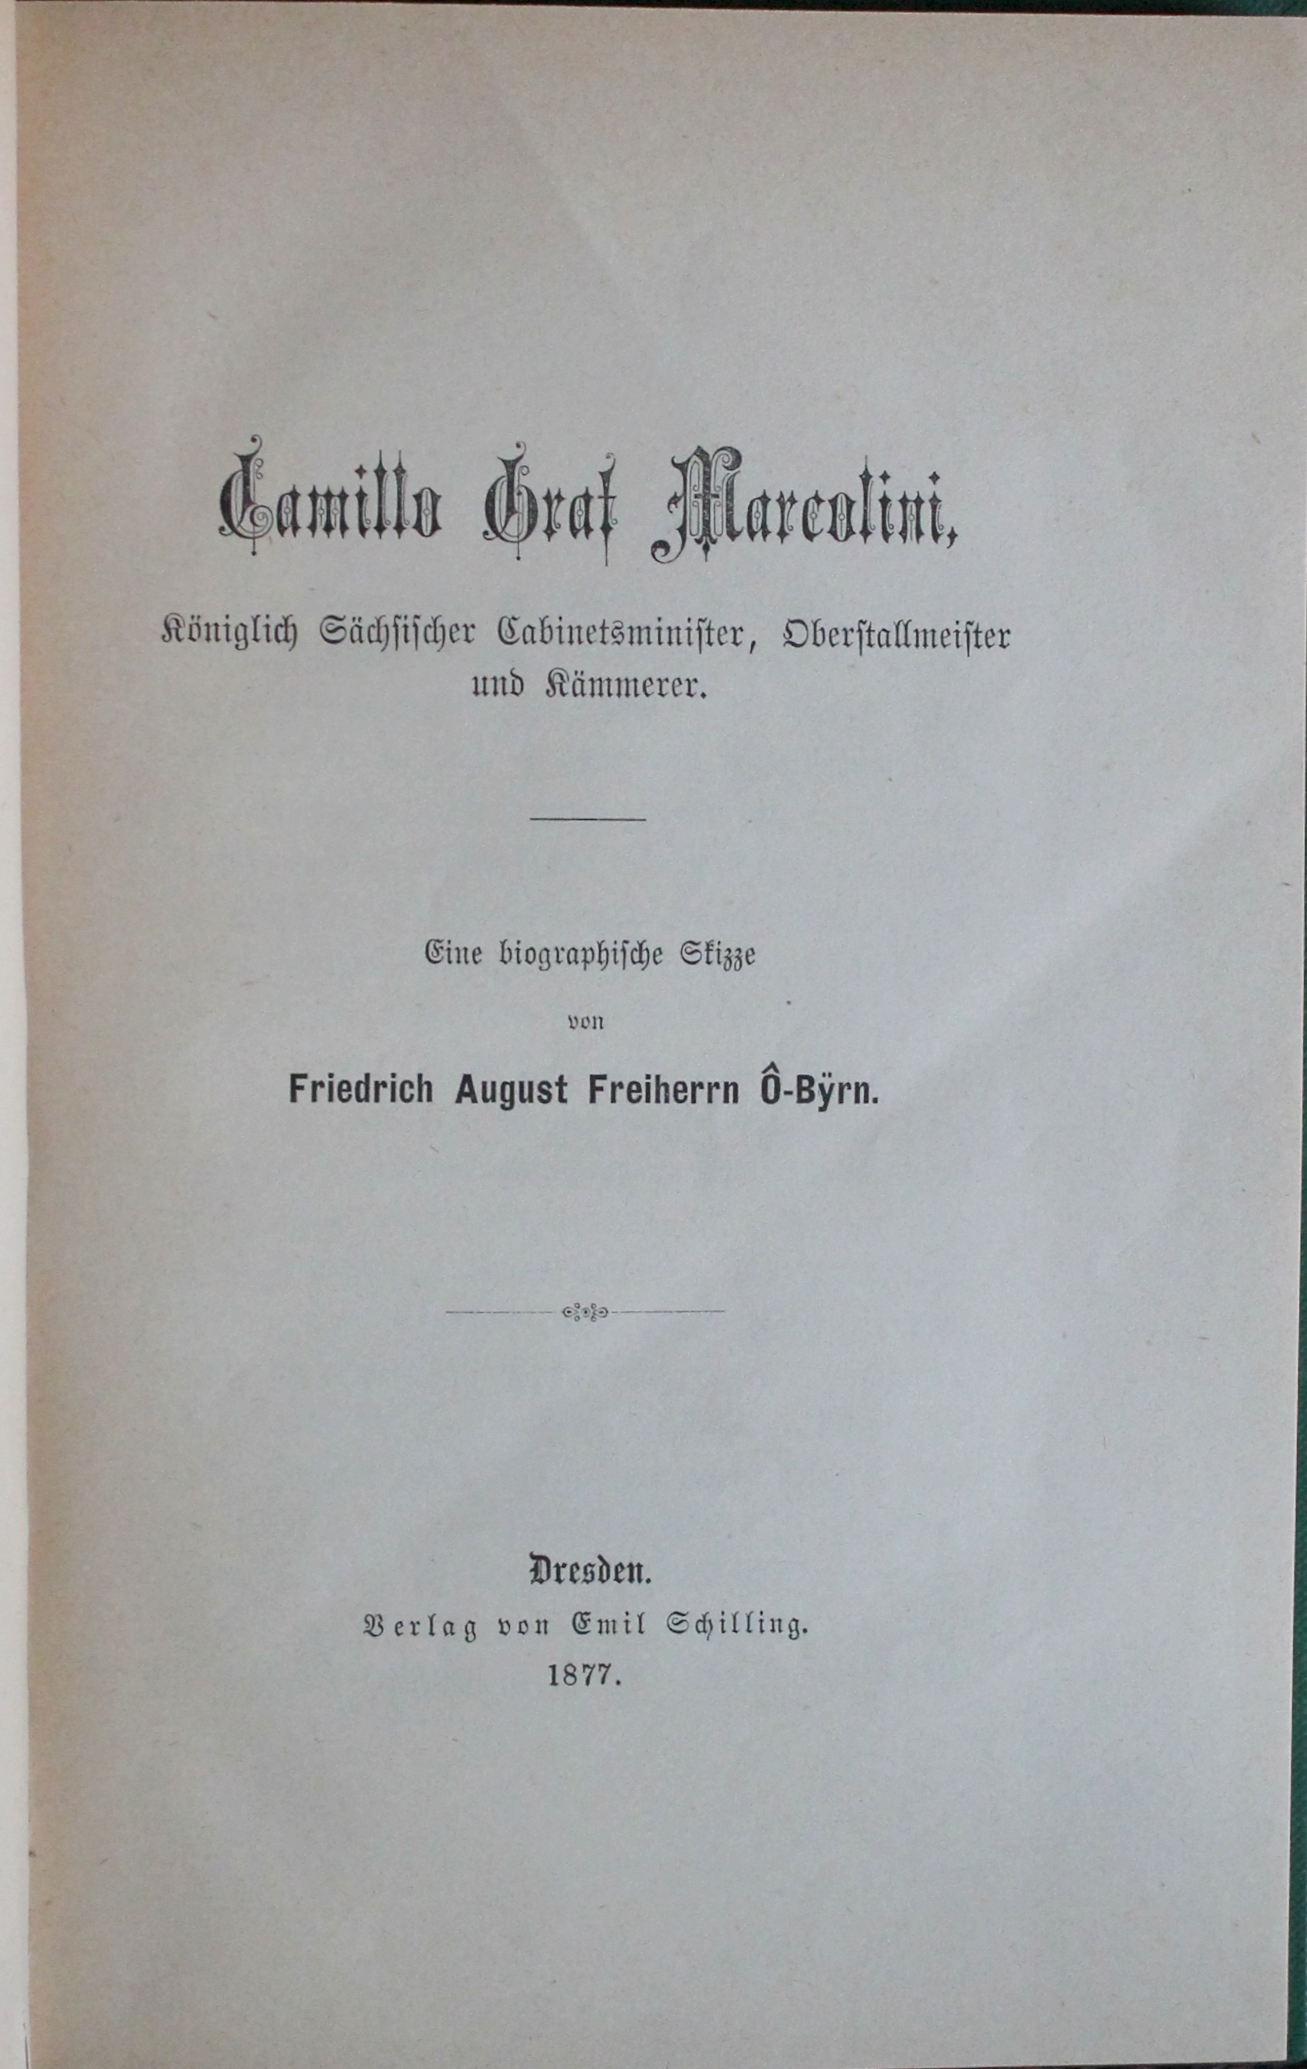 Camillo Graf Marcolini,
Königlich Sächsischer Cabinetsminister, Oberstallmeister
und Kämmerer.
Eine biographische Skizze
von
Friedrich August Freiherrn Ô-Bÿrn.
Dresden.
Verlag von Emil Schilling.
1877.